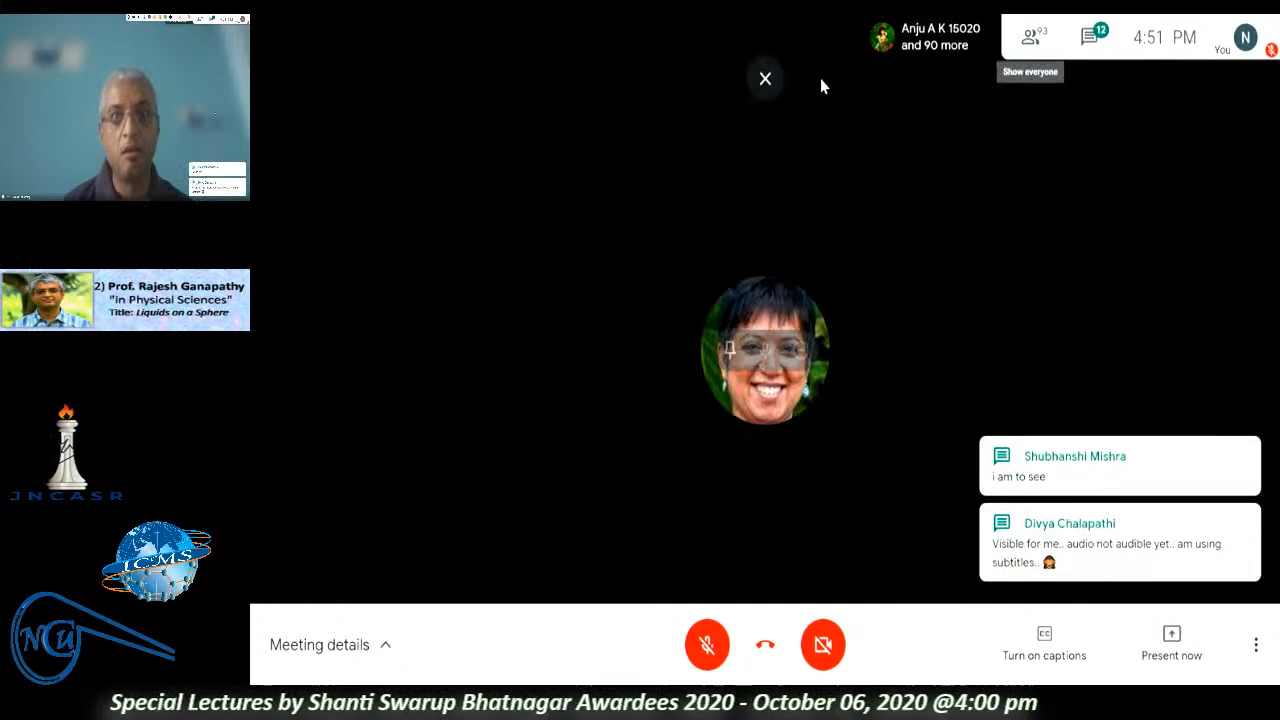 Anju A K 15020
and 90 more
93
12
4:51 PM
You
N
Show everyone
2) Prof. Rajesh Ganapathy
"in Physical Sciences"
Title: Liquids on a Sphere
JNCASR
ICMS
NCU
Shubhanshi Mishra
i am to see
Divya Chalapathi
Visible for me.. audio not audible yet.. am using
subtitles..
Meeting details
CC
Turn on captions
Present now
Special Lectures by Shanti Swarup Bhatnagar Awardees 2020 - October 06, 2020 @4:00 pm